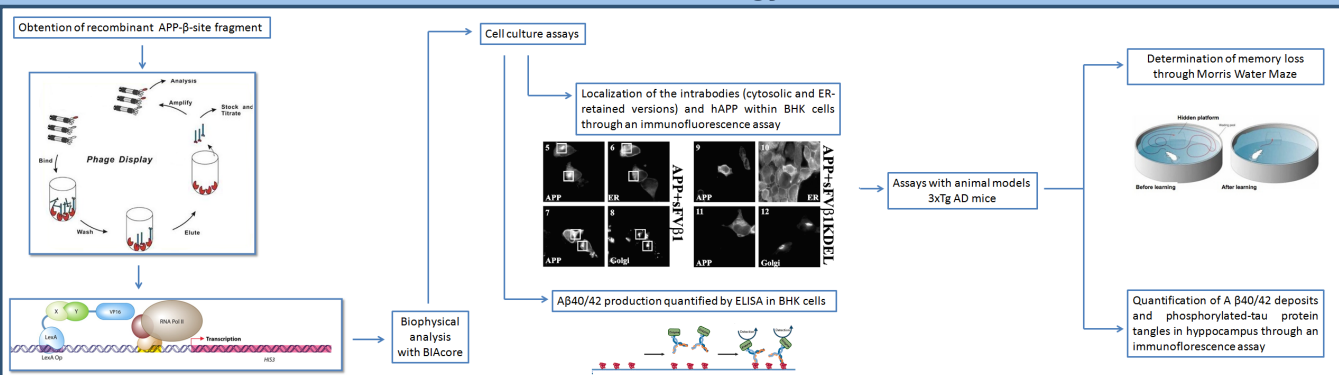 Obtention of recombinant APP-β-site fragment
Analysis
Amplify
Stock and
Titrate
Bind
Phage Display
Wash
Elute
X
Y
VP16
RNA Pol II
LexA
Transcription
LexA Op
HIS3
Biophysical
analysis
with BIAcore
Cell culture assays
Localization of the intrabodies (cytosolic and ER-
retained versions) and hAPP within BHK cells
through an immunofluorescence assay
5
6
APP
ER
7
8
APP
Golgi
APP+sFVβ1
9
10
APP
ER
11
12
APP
Golgi
APP+sFVβ1KDEL
Aβ40/42 production quantified by ELISA in BHK cells
Assays with animal models
3xTg AD mice
Determination of memory loss
through Morris Water Maze
Hidden platform
Before learning
After learning
Quantification of A β40/42 deposits
and phosphorylated-tau protein
tangles in hippocampus through an
immunoflorescence assay